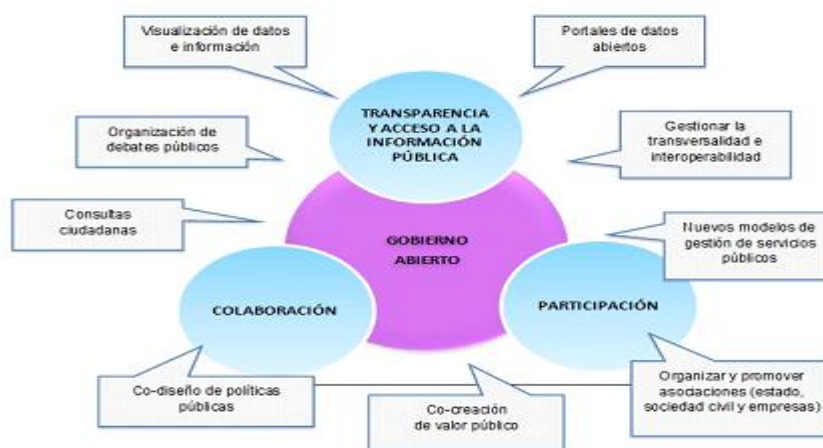 Visualización de datos
e información
Portales de datos
abiertos
TRANSPARENCIA
Y ACCESO A LA
INFORMACIÓN
PÚBLICA
Organización de
debates públicos
Gestionar la
transversalidad e
interoperabilidad
Consultas
ciudadanas
GOBIERNO
ABIERTO
Nuevos modelos de
gestión de servicios
públicos
COLABORACIÓN
PARTICIPACIÓN
Co-diseño de políticas
públicas
Co-creación
de valor público
Organizar y promover
asociaciones (estado,
sociedad civil y empresas)